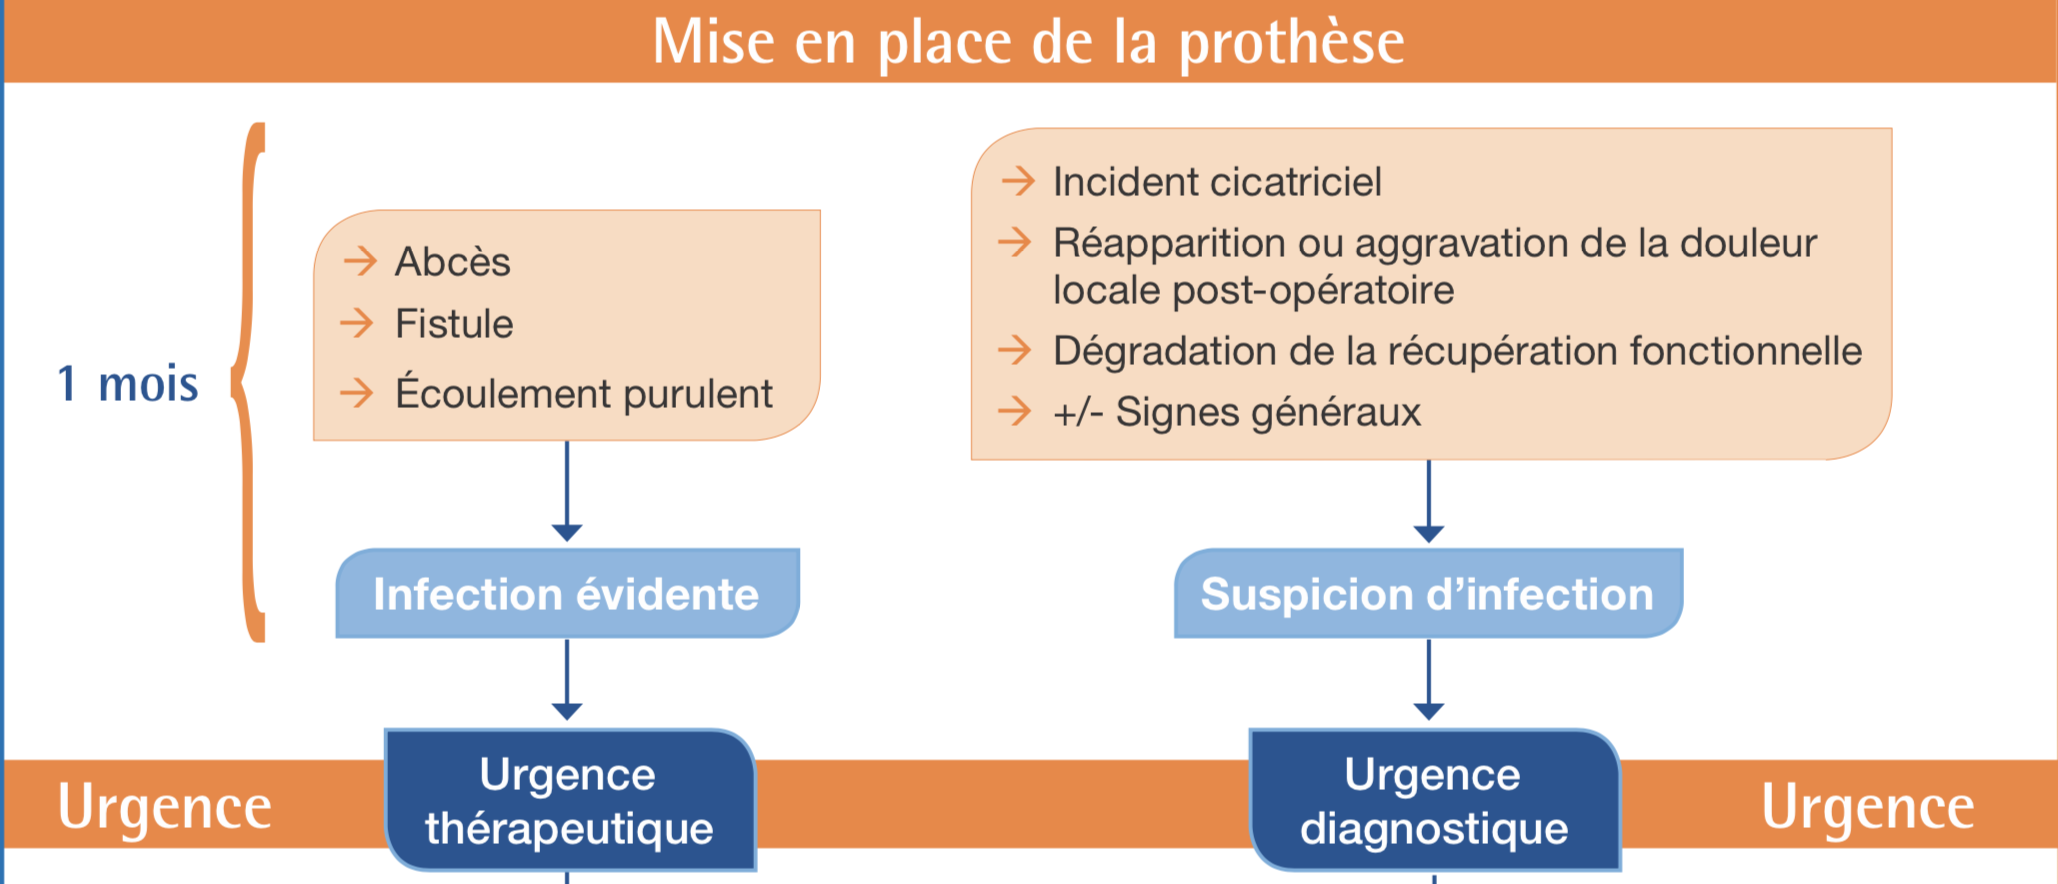 Mise en place de la prothèse
1 mois
→ Abcès
→ Fistule
→ Écoulement purulent
→ Incident cicatriciel
→ Réapparition ou aggravation de la douleur
locale post-opératoire
→ Dégradation de la récupération fonctionnelle
→ +/- Signes généraux
Infection évidente
Suspicion d’infection
Urgence
Urgence
thérapeutique
Urgence
diagnostique
Urgence